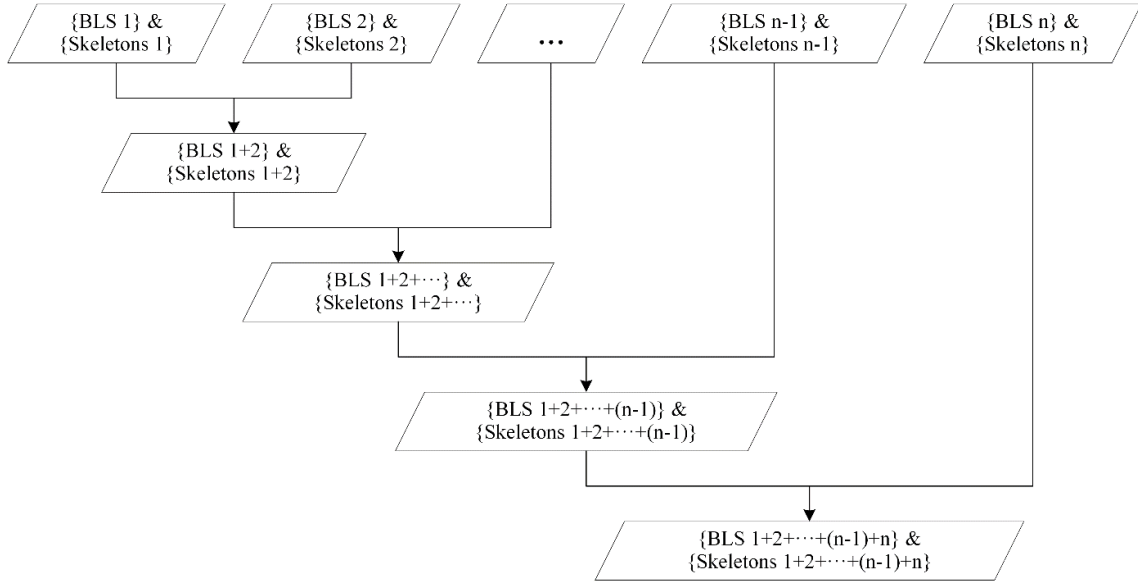 {BLS 1} &
{Skeletons 1}
{BLS 2} &
{Skeletons 2}
...
{BLS n-1} &
{Skeletons n-1}
{BLS n} &
{Skeletons n}
{BLS 1+2} &
{Skeletons 1+2}
{BLS 1+2+···} &
{Skeletons 1+2+···}
{BLS 1+2+···+(n-1)} &
{Skeletons 1+2+···+(n-1)}
{BLS 1+2+···+(n-1)+n} &
{Skeletons 1+2+···+(n-1)+n}